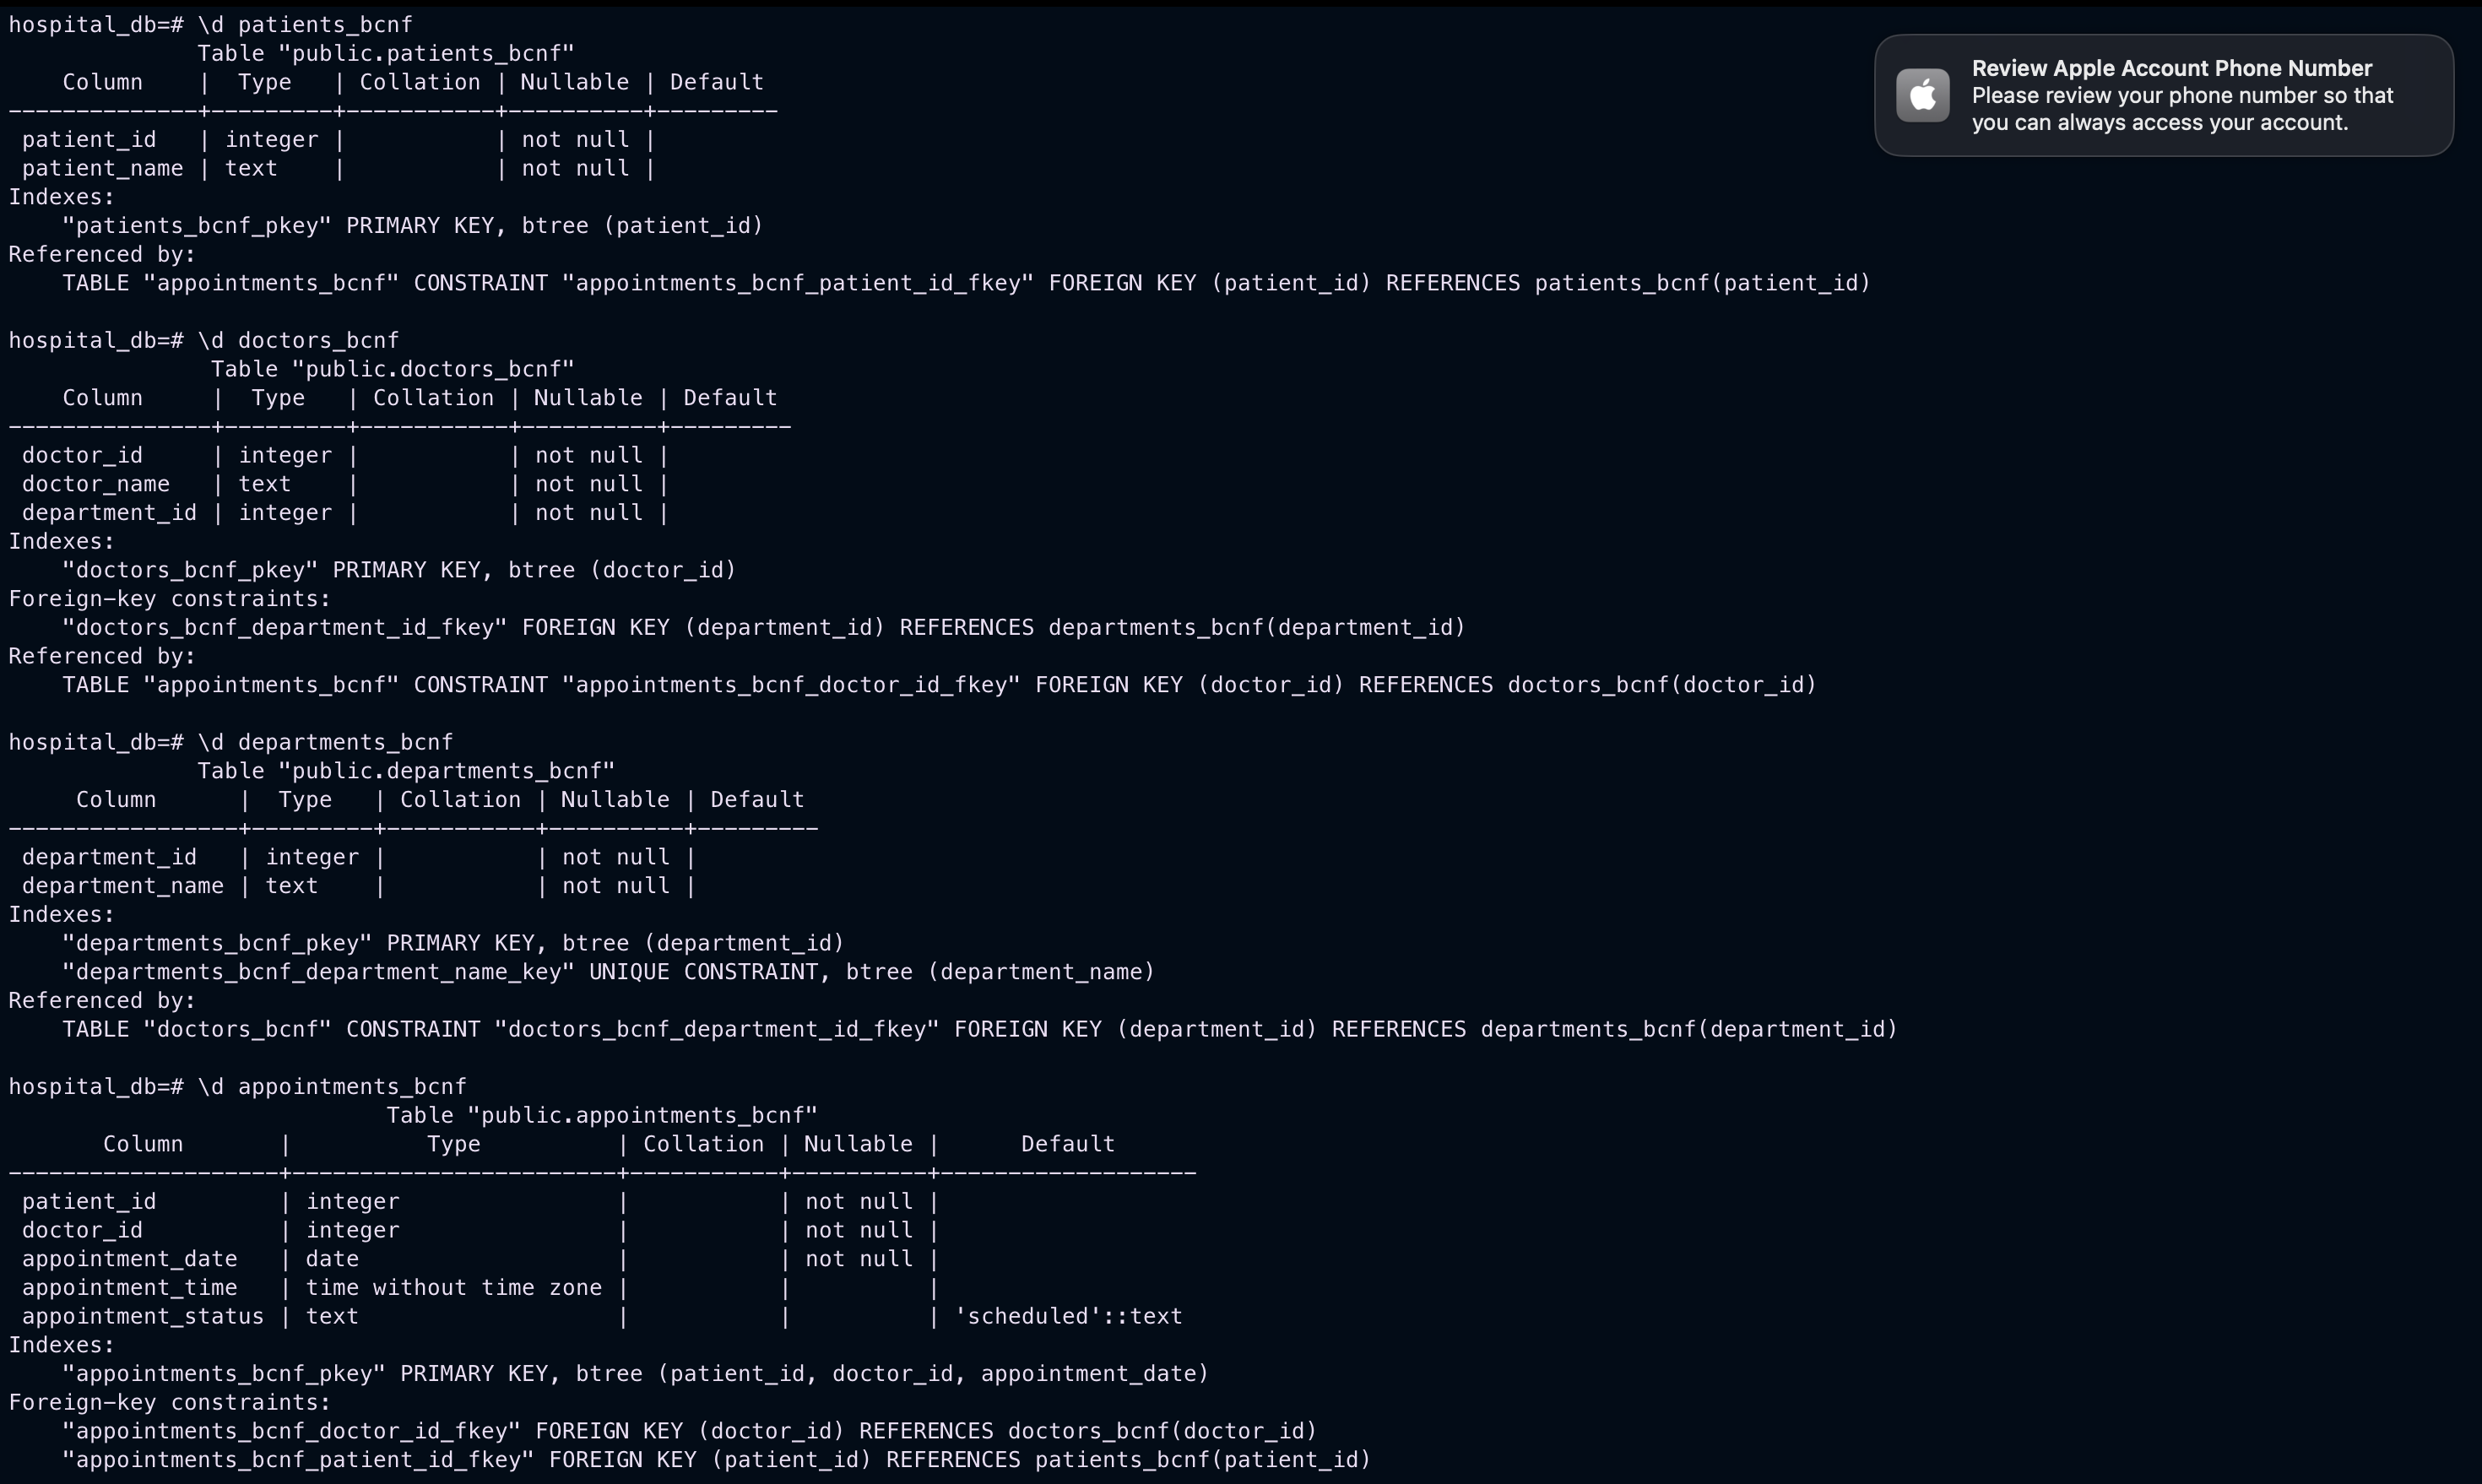 hospital_db=# \d patients_bcnf
              Table "public.patients_bcnf"
    Column    |  Type   | Collation | Nullable | Default
--------------+---------+-----------+----------+---------
 patient_id   | integer |           | not null |
 patient_name | text    |           | not null |
Indexes:
    "patients_bcnf_pkey" PRIMARY KEY, btree (patient_id)
Referenced by:
    TABLE "appointments_bcnf" CONSTRAINT "appointments_bcnf_patient_id_fkey" FOREIGN KEY (patient_id) REFERENCES patients_bcnf(patient_id)

hospital_db=# \d doctors_bcnf
               Table "public.doctors_bcnf"
    Column     |  Type   | Collation | Nullable | Default
---------------+---------+-----------+----------+---------
 doctor_id     | integer |           | not null |
 doctor_name   | text    |           | not null |
 department_id | integer |           | not null |
Indexes:
    "doctors_bcnf_pkey" PRIMARY KEY, btree (doctor_id)
Foreign-key constraints:
    "doctors_bcnf_department_id_fkey" FOREIGN KEY (department_id) REFERENCES departments_bcnf(department_id)
Referenced by:
    TABLE "appointments_bcnf" CONSTRAINT "appointments_bcnf_doctor_id_fkey" FOREIGN KEY (doctor_id) REFERENCES doctors_bcnf(doctor_id)

hospital_db=# \d departments_bcnf
              Table "public.departments_bcnf"
     Column      |  Type   | Collation | Nullable | Default
-----------------+---------+-----------+----------+---------
 department_id   | integer |           | not null |
 department_name | text    |           | not null |
Indexes:
    "departments_bcnf_pkey" PRIMARY KEY, btree (department_id)
    "departments_bcnf_department_name_key" UNIQUE CONSTRAINT, btree (department_name)
Referenced by:
    TABLE "doctors_bcnf" CONSTRAINT "doctors_bcnf_department_id_fkey" FOREIGN KEY (department_id) REFERENCES departments_bcnf(department_id)

hospital_db=# \d appointments_bcnf
                            Table "public.appointments_bcnf"
       Column       |          Type          | Collation | Nullable |      Default
--------------------+------------------------+-----------+----------+-------------------
 patient_id         | integer                |           | not null |
 doctor_id          | integer                |           | not null |
 appointment_date   | date                   |           | not null |
 appointment_time   | time without time zone |           |          |
 appointment_status | text                   |           |          | 'scheduled'::text
Indexes:
    "appointments_bcnf_pkey" PRIMARY KEY, btree (patient_id, doctor_id, appointment_date)
Foreign-key constraints:
    "appointments_bcnf_doctor_id_fkey" FOREIGN KEY (doctor_id) REFERENCES doctors_bcnf(doctor_id)
    "appointments_bcnf_patient_id_fkey" FOREIGN KEY (patient_id) REFERENCES patients_bcnf(patient_id)
Review Apple Account Phone Number
Please review your phone number so that
you can always access your account.